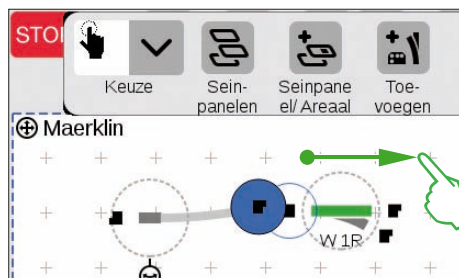 STO
Keuze
Sein-
panelen
Seinpane
el/ Areaal
Toe-
voegen
Maerklin
W 1R